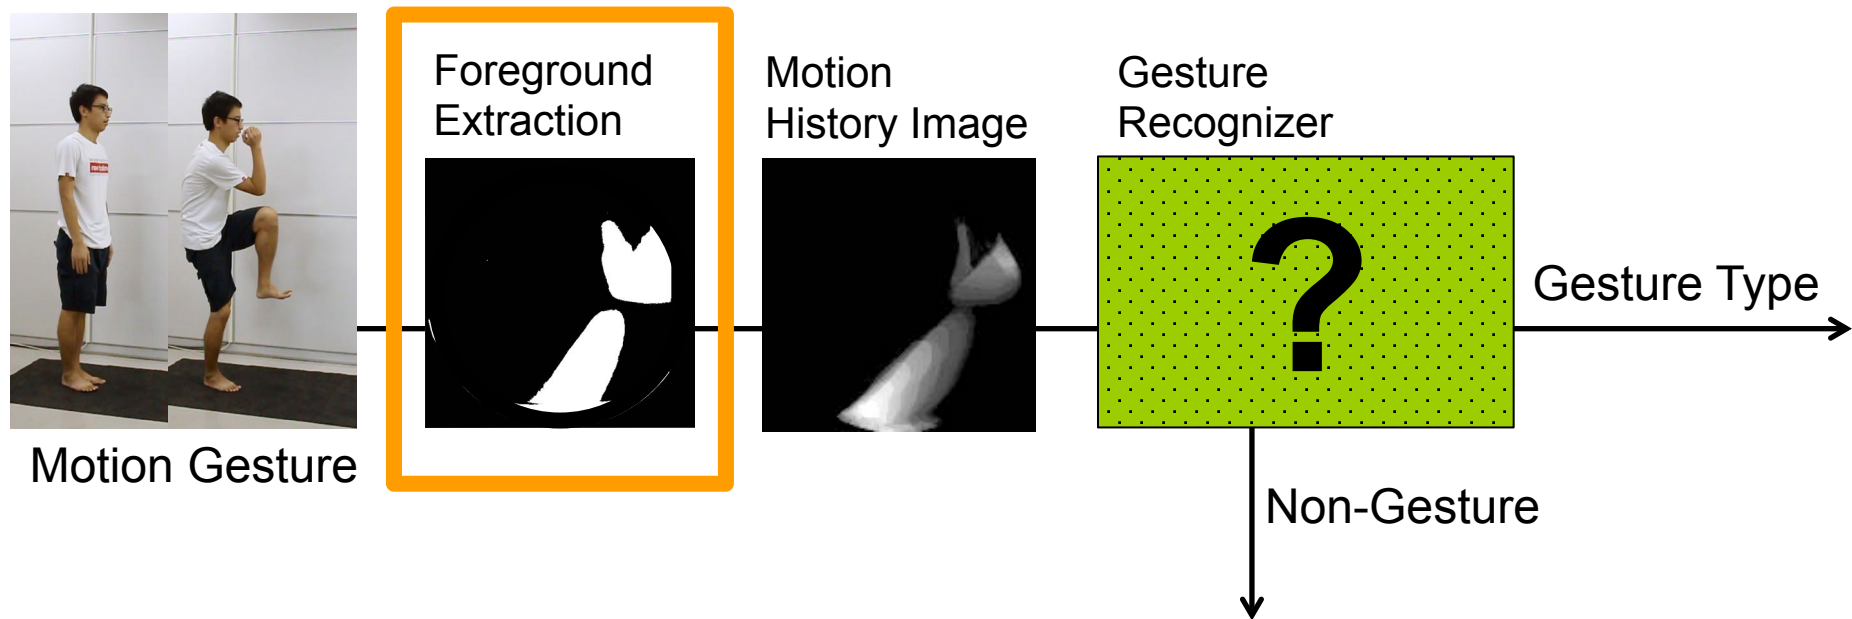 Foreground
Extraction
Motion
History Image
Gesture
Recognizer
?
Gesture Type
Motion Gesture
Non-Gesture